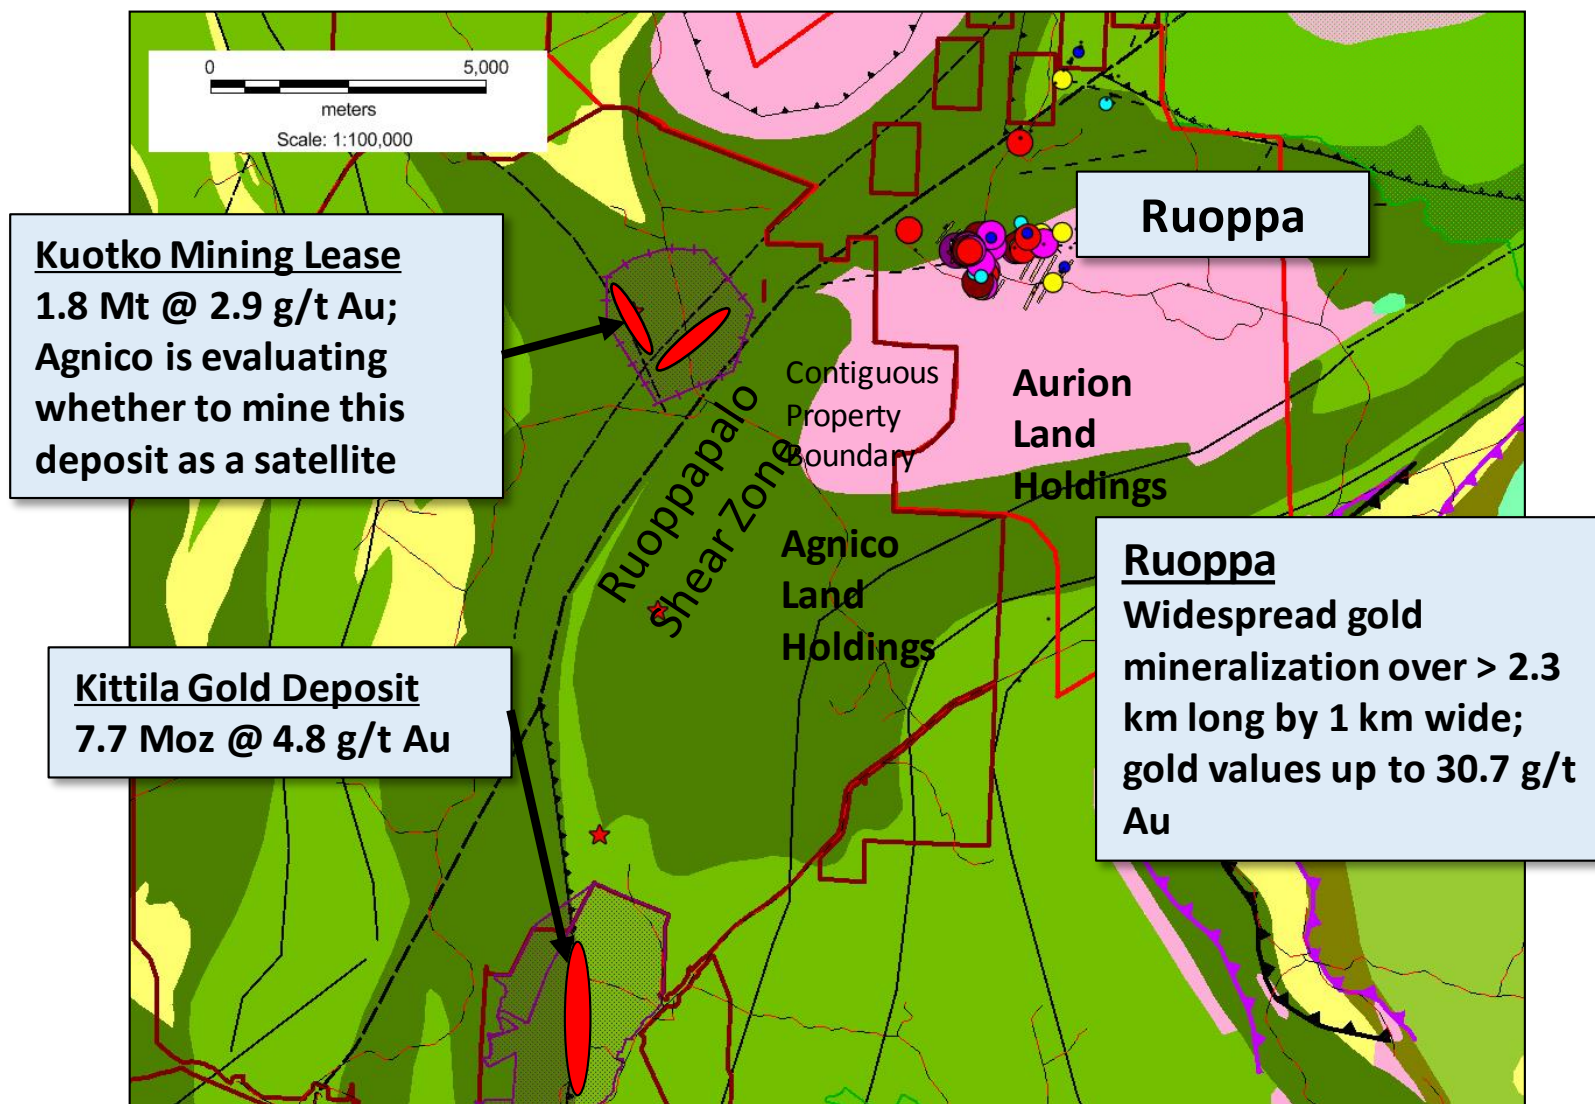 0 5,000
meters
Scale: 1:100,000
Ruoppa
Kuotko Mining Lease
1.8 Mt @ 2.9 g/t Au;
Agnico is evaluating
whether to mine this
deposit as a satellite
Contiguous
Property
Boundary
Aurion
Land
Holdings
Ruoppapalo
Shear Zone
Agnico
Land
Holdings
Ruoppa
Widespread gold
mineralization over > 2.3
km long by 1 km wide;
gold values up to 30.7 g/t
Au
Kittila Gold Deposit
7.7 Moz @ 4.8 g/t Au